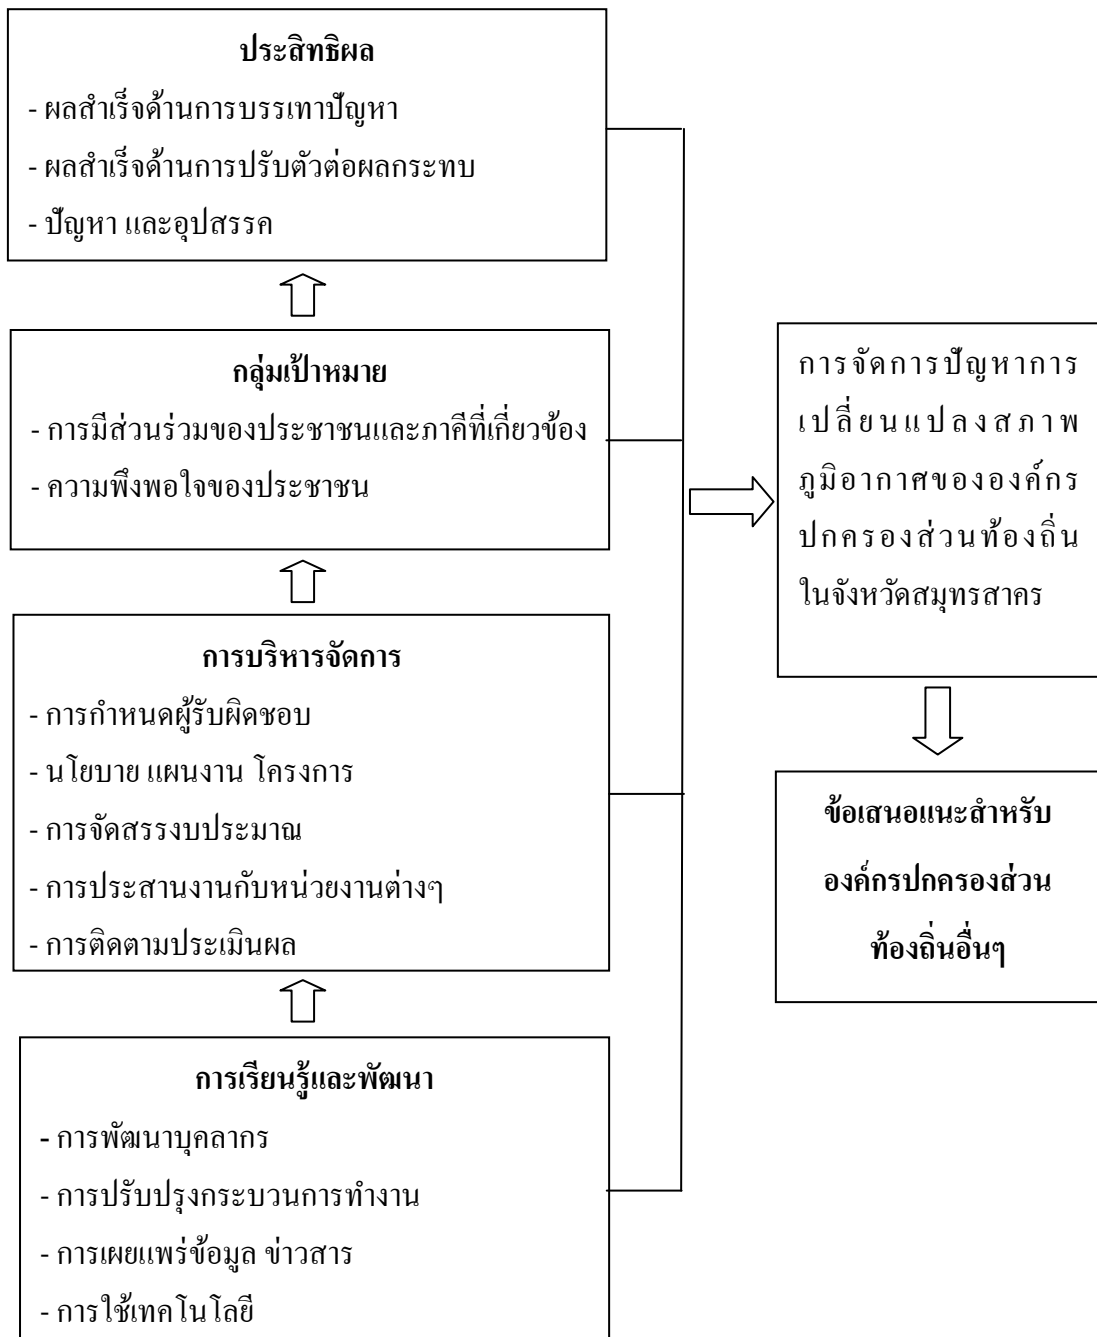 ประสิทธิผล
- ผลสำเร็จด้านการบรรเทาปัญหา
- ผลสำเร็จด้านการปรับตัวต่อผลกระทบ
- ปัญหา และอุปสรรค
กลุ่มเป้าหมาย
- การมีส่วนร่วมของประชาชนและภาคีที่เกี่ยวข้อง
- ความพึงพอใจของประชาชน
การบริหารจัดการ
- การกำหนดผู้รับผิดชอบ
- นโยบาย แผนงาน โครงการ
- การจัดสรรงบประมาณ
- การประสานงานกับหน่วยงานต่างๆ
- การติดตามประเมินผล
การเรียนรู้และพัฒนา
- การพัฒนาบุคลากร
- การปรับปรุงกระบวนการทำงาน
- การเผยแพร่ข้อมูล ข่าวสาร
- การใช้เทคโนโลยี
การจัดการปัญหาการ
เปลี่ยนแปลงสภาพ
ภูมิอากาศขององค์กร
ปกครองส่วนท้องถิ่น
ในจังหวัดสมุทรสาคร
ข้อเสนอแนะสำหรับ
องค์กรปกครองส่วน
ท้องถิ่นอื่นๆ